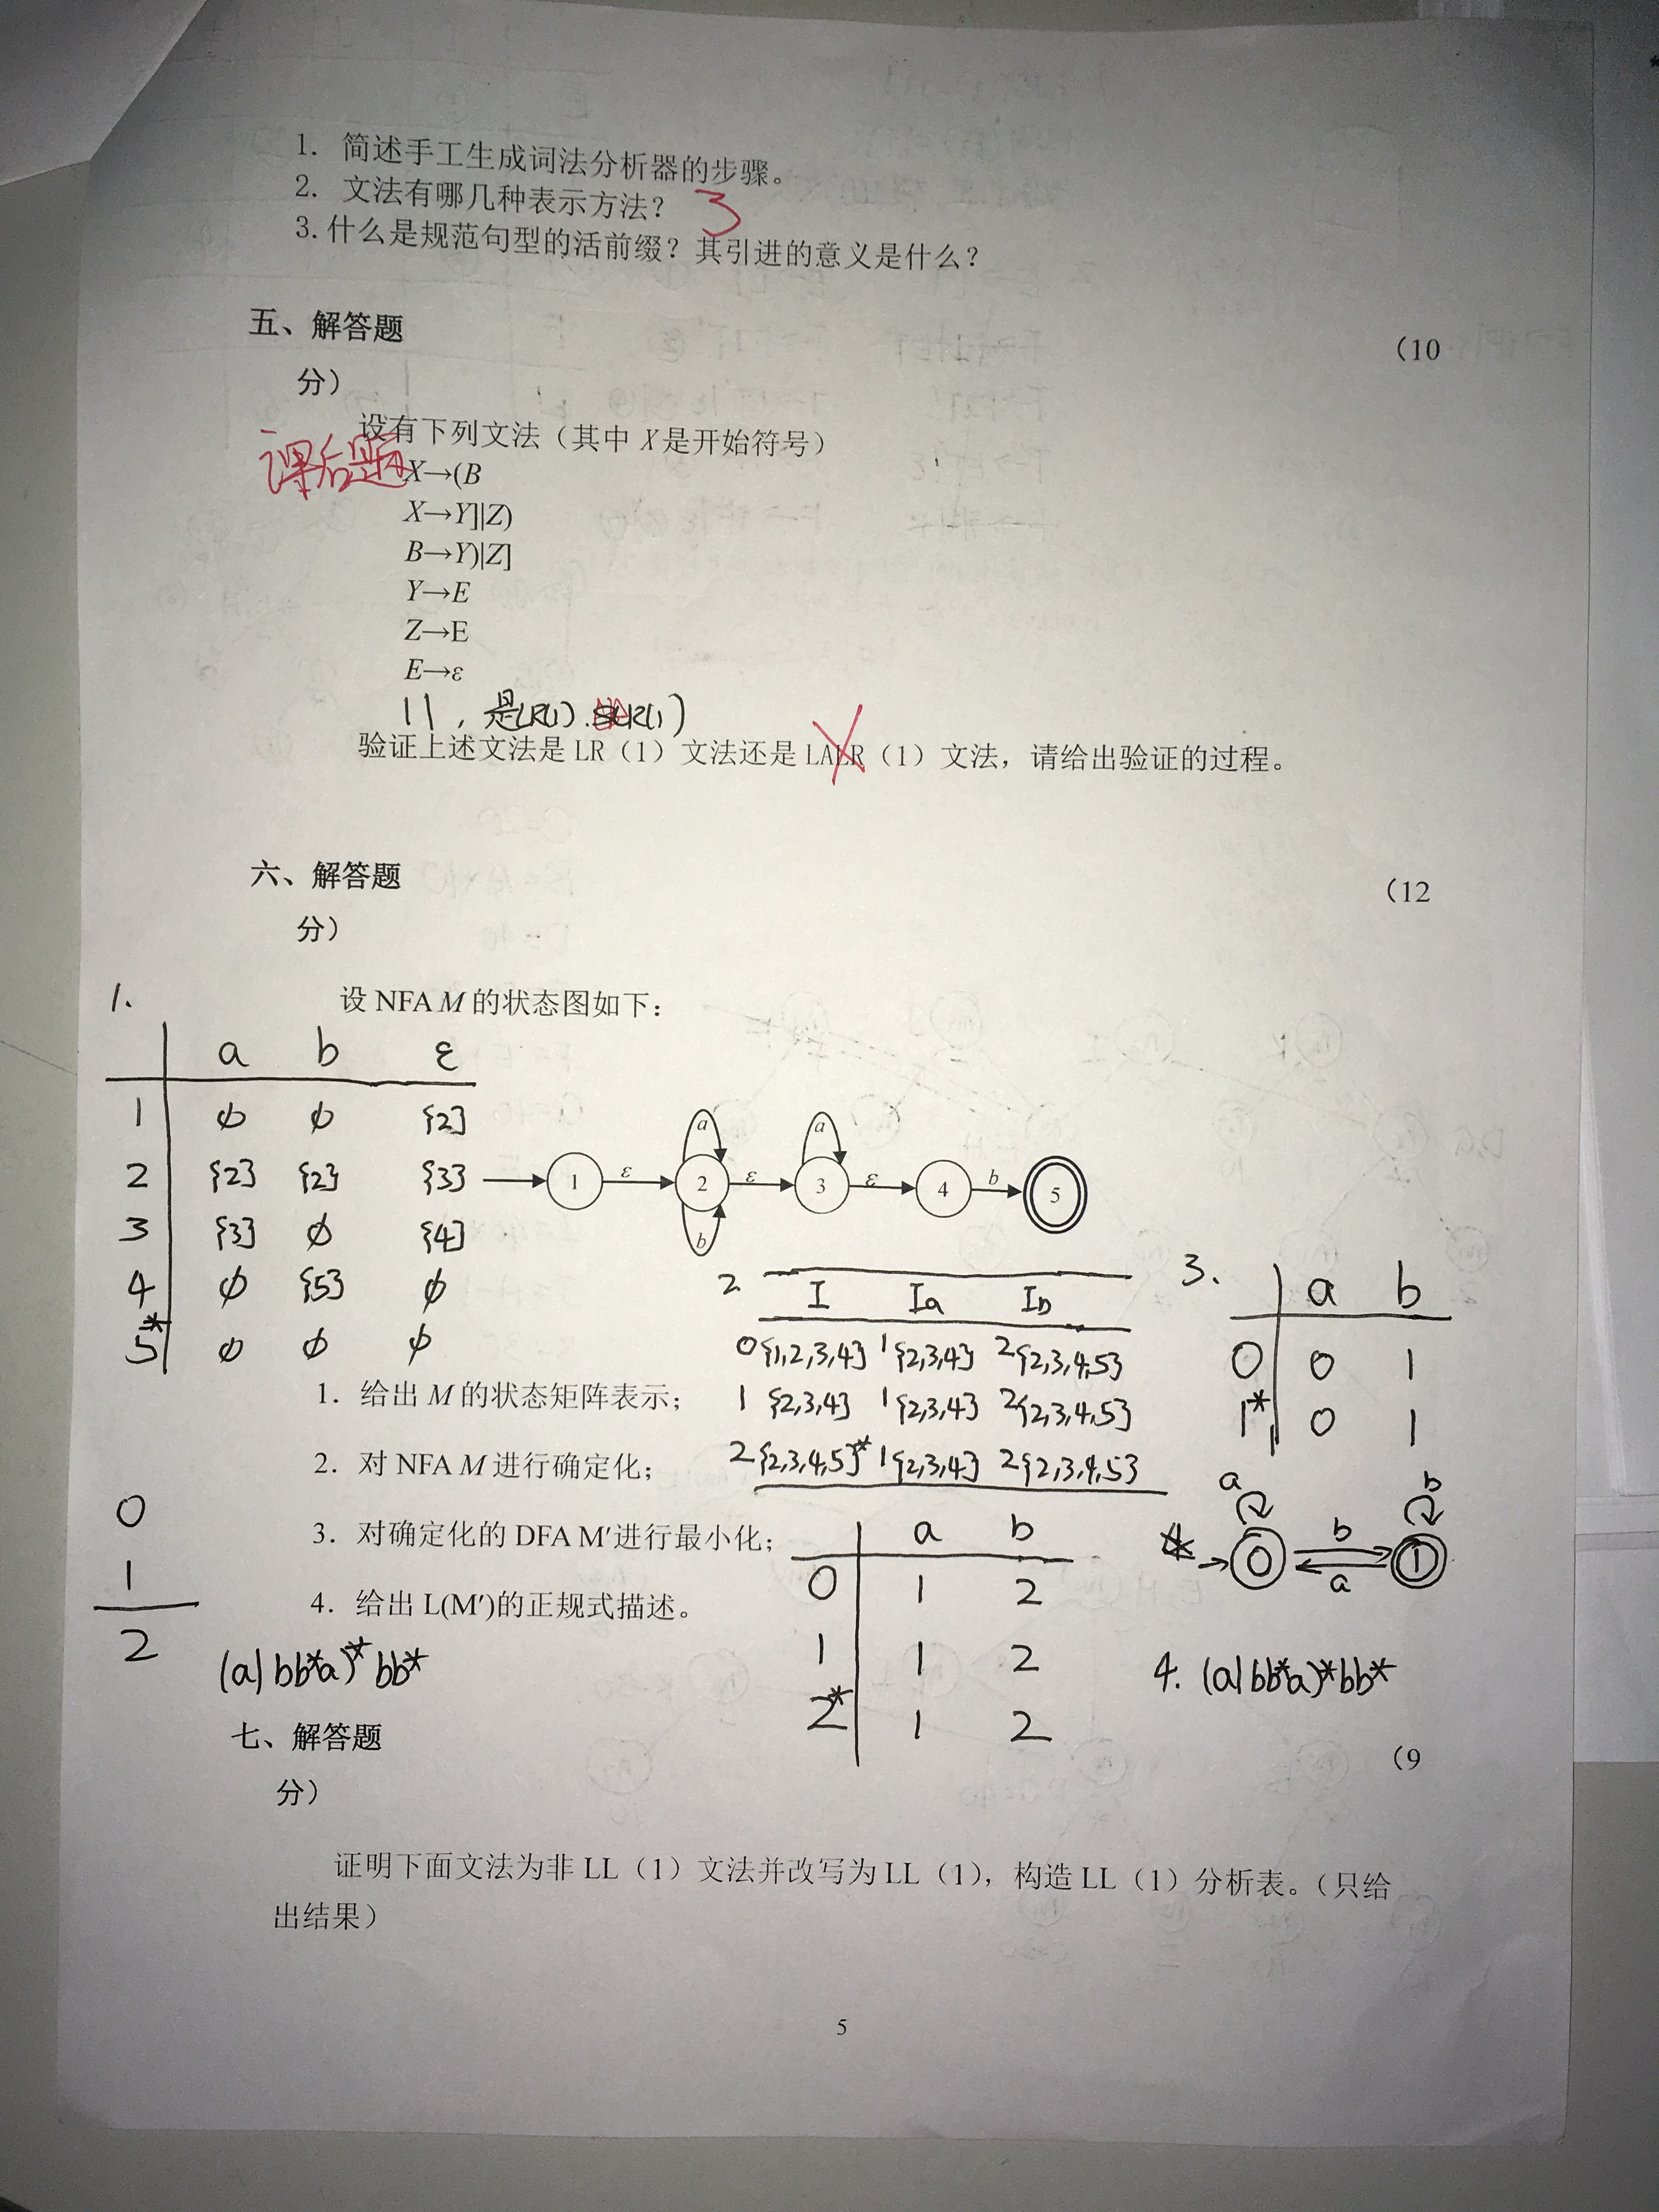 1. 简述手工生成词法分析器的步骤。
2. 文法有哪几种表示方法？ 3
3.什么是规范句型的活前缀？其引进的意义是什么？
五、解答题 （10
分）
设有下列文法（其中 X是开始符号）
课后题 X→(B
X→Y]|Z)
B→Y)|Z]
Y→E
Z→E
E→ε
11，是LR(1).SLR(1)
验证上述文法是 LR（1）文法还是 LALR（1）文法，请给出验证的过程。
六、解答题 （12
分）
设 NFA M 的状态图如下：
1.
a b ε
1 ϕ ϕ {2}
2 {2} {2} {3}
3 {3} ϕ {4}
4 ϕ {5} ϕ
5* ϕ ϕ ϕ
a a
1 ε 2 ε 3 ε 4 b 5
b
1. 给出 M 的状态矩阵表示；
2. 对 NFA M 进行确定化；
3. 对确定化的 DFA M′进行最小化；
4. 给出 L(M′)的正规式描述。
2
I Ia Ib
0{1,2,3,4} 1{2,3,4} 2{2,3,4,5}
1 {2,3,4} 1{2,3,4} 2{2,3,4,5}
2{2,3,4,5}* 1{2,3,4} 2{2,3,4,5}
a b
0 1 2
1 1 2
2* 1 2
3.
a b
0 0 1
1* 0 1
a b
0 b 1
a
4. (a|bb*a)*bb*
0
1
2
(a|bb*a)*bb*
七、解答题 （9
分）
证明下面文法为非 LL（1）文法并改写为 LL（1），构造 LL（1）分析表。（只给
出结果）
5